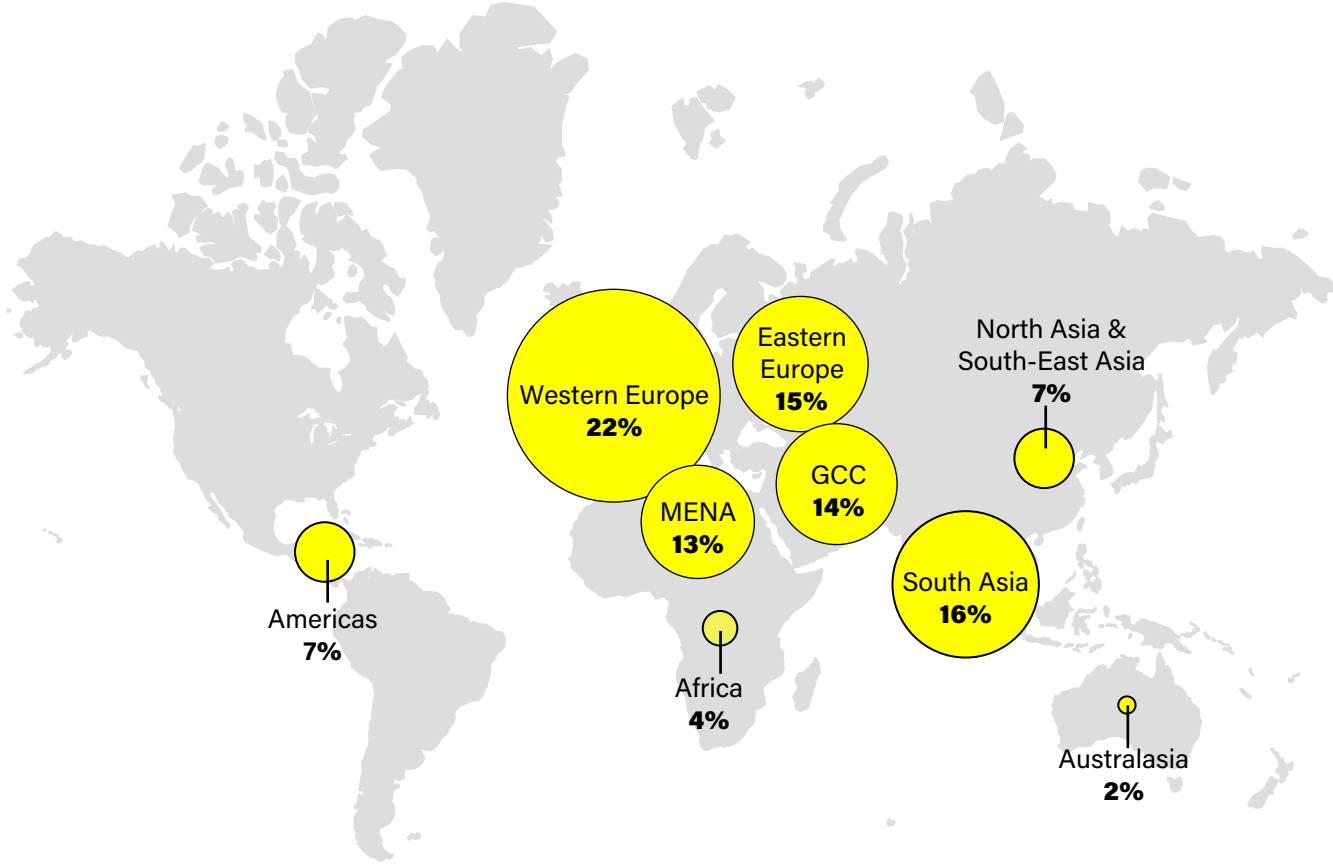 Western Europe
22%
Eastern
Europe
15%
North Asia &
South-East Asia
7%
GCC
14%
MENA
13%
South Asia
16%
Americas
7%
Africa
4%
Australasia
2%